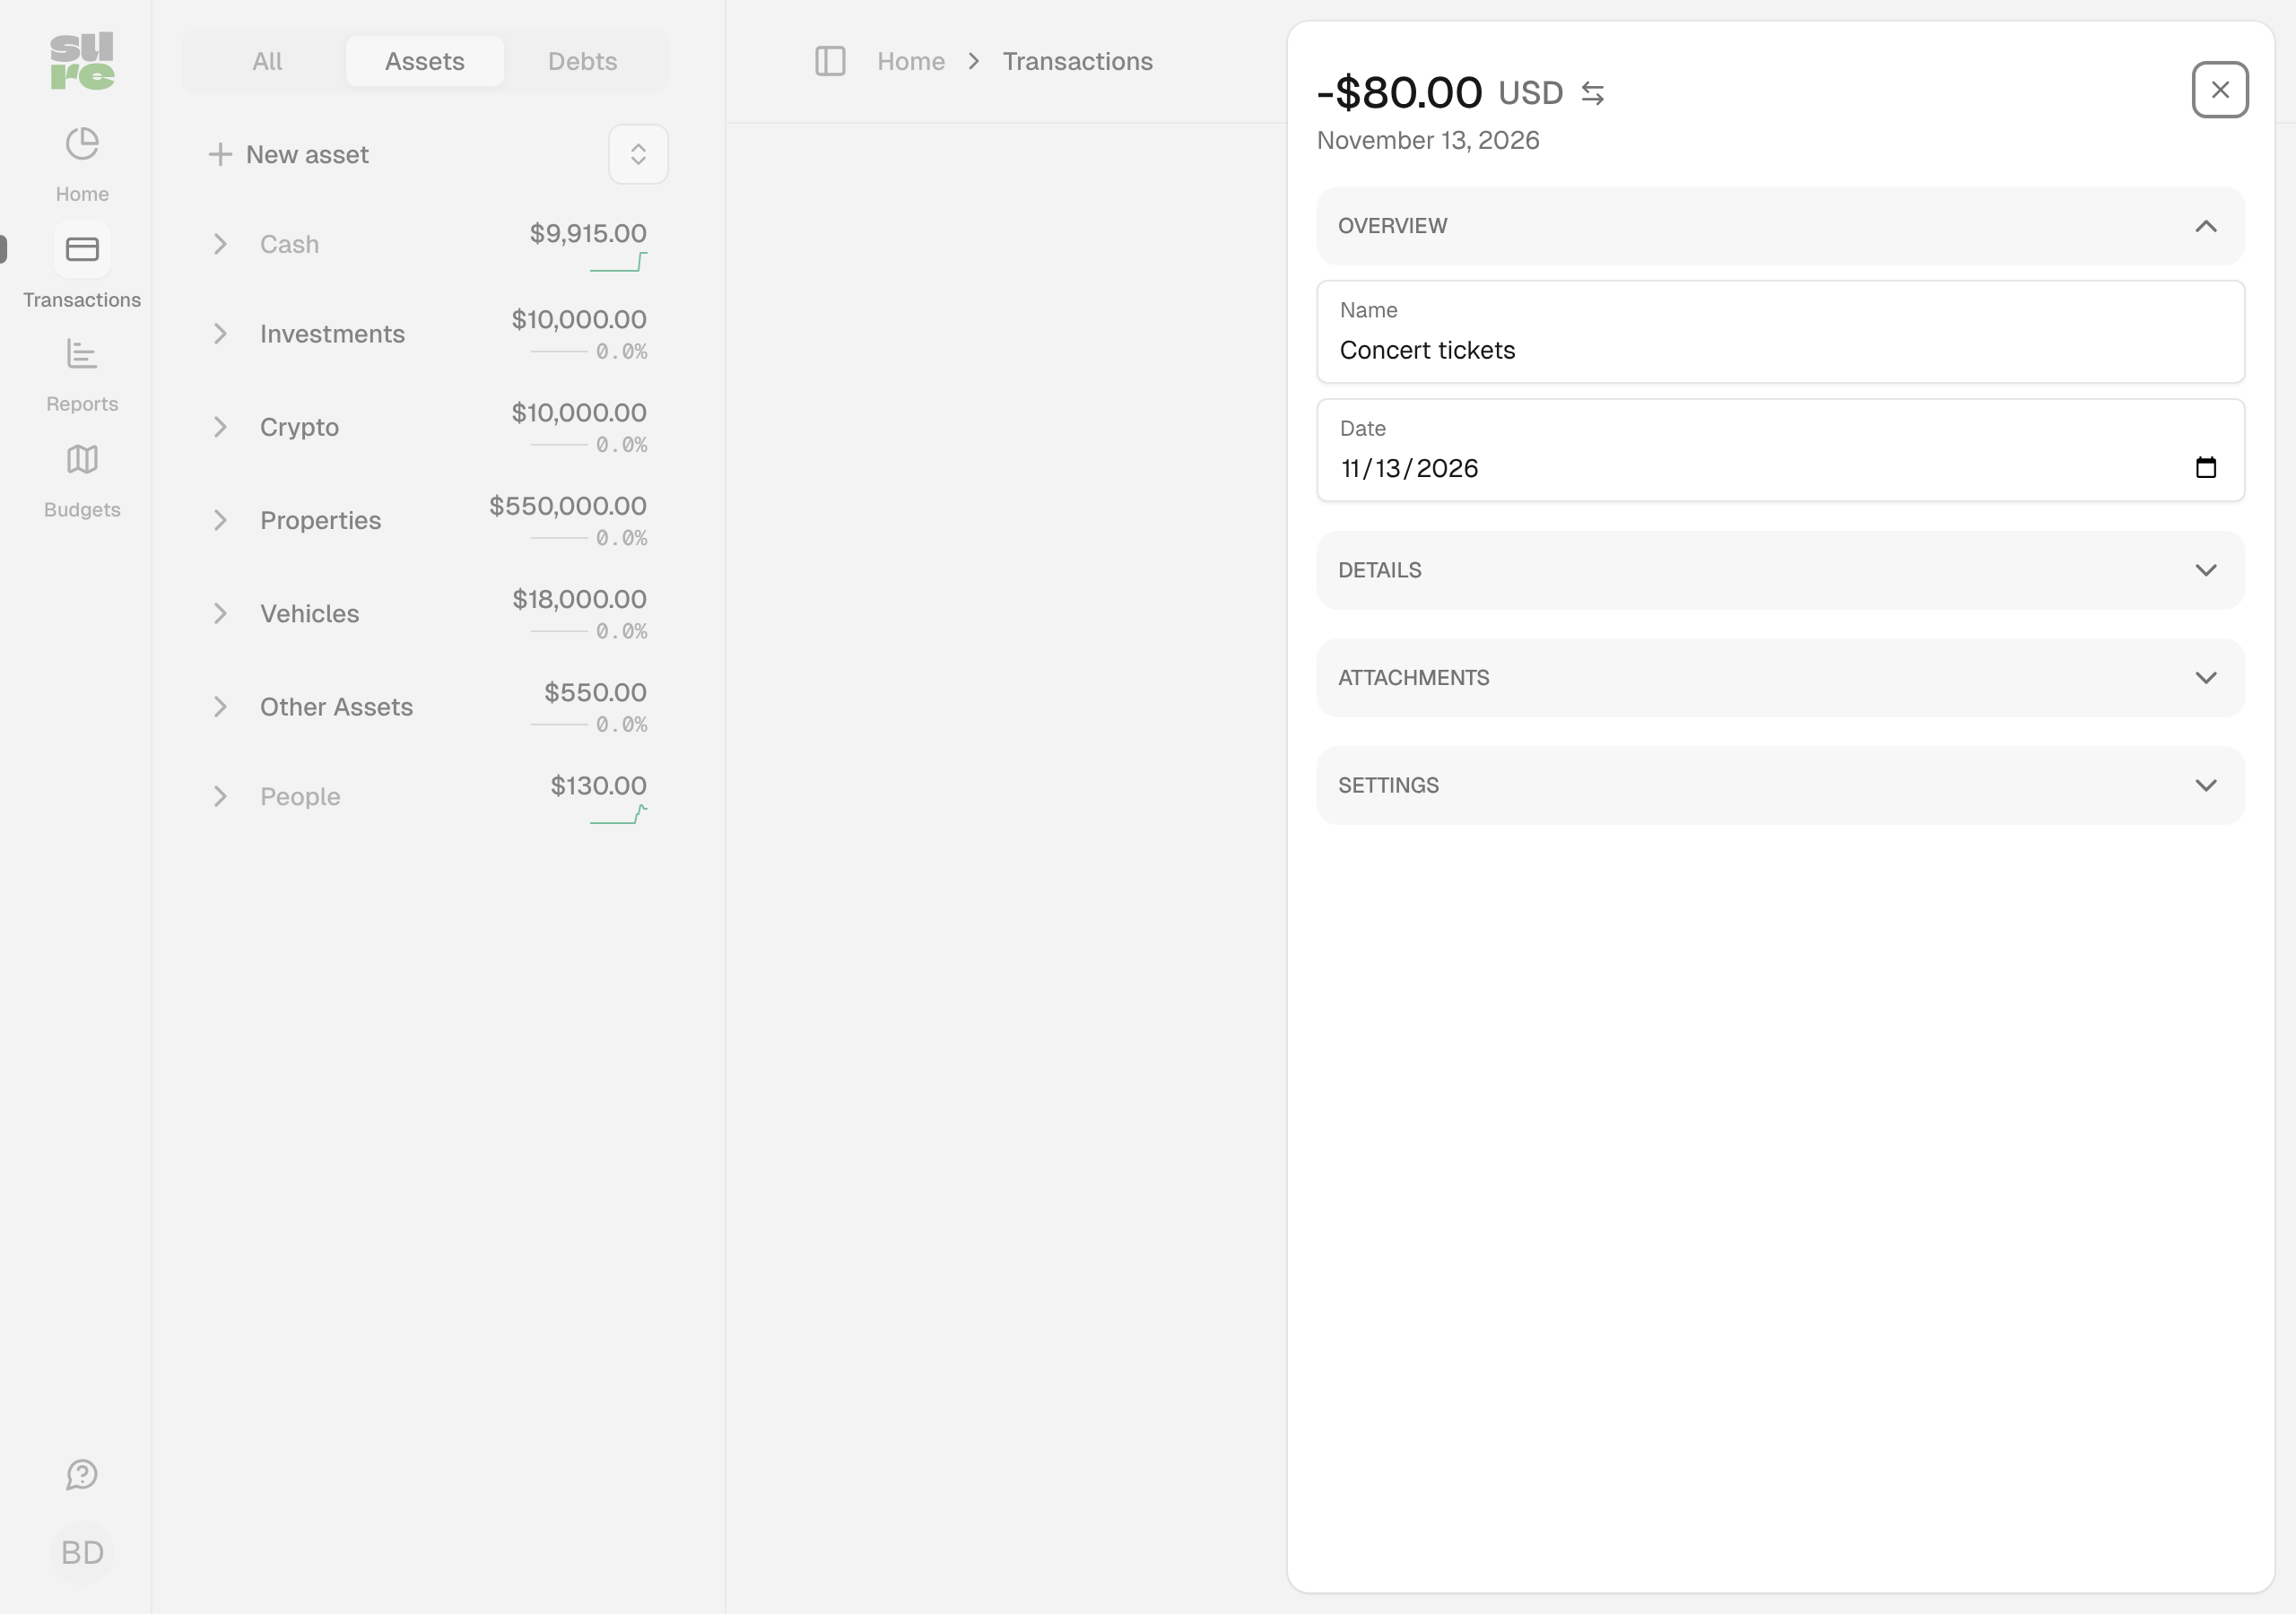 sure
Home
Transactions
Reports
Budgets
BD
All
Assets
Debts
New asset
Cash
$9,915.00
Investments
$10,000.00
0.0%
Crypto
$10,000.00
0.0%
Properties
$550,000.00
0.0%
Vehicles
$18,000.00
0.0%
Other Assets
$550.00
0.0%
People
$130.00
Home > Transactions
-$80.00 USD
November 13, 2026
OVERVIEW
Name
Concert tickets
Date
11/13/2026
DETAILS
ATTACHMENTS
SETTINGS